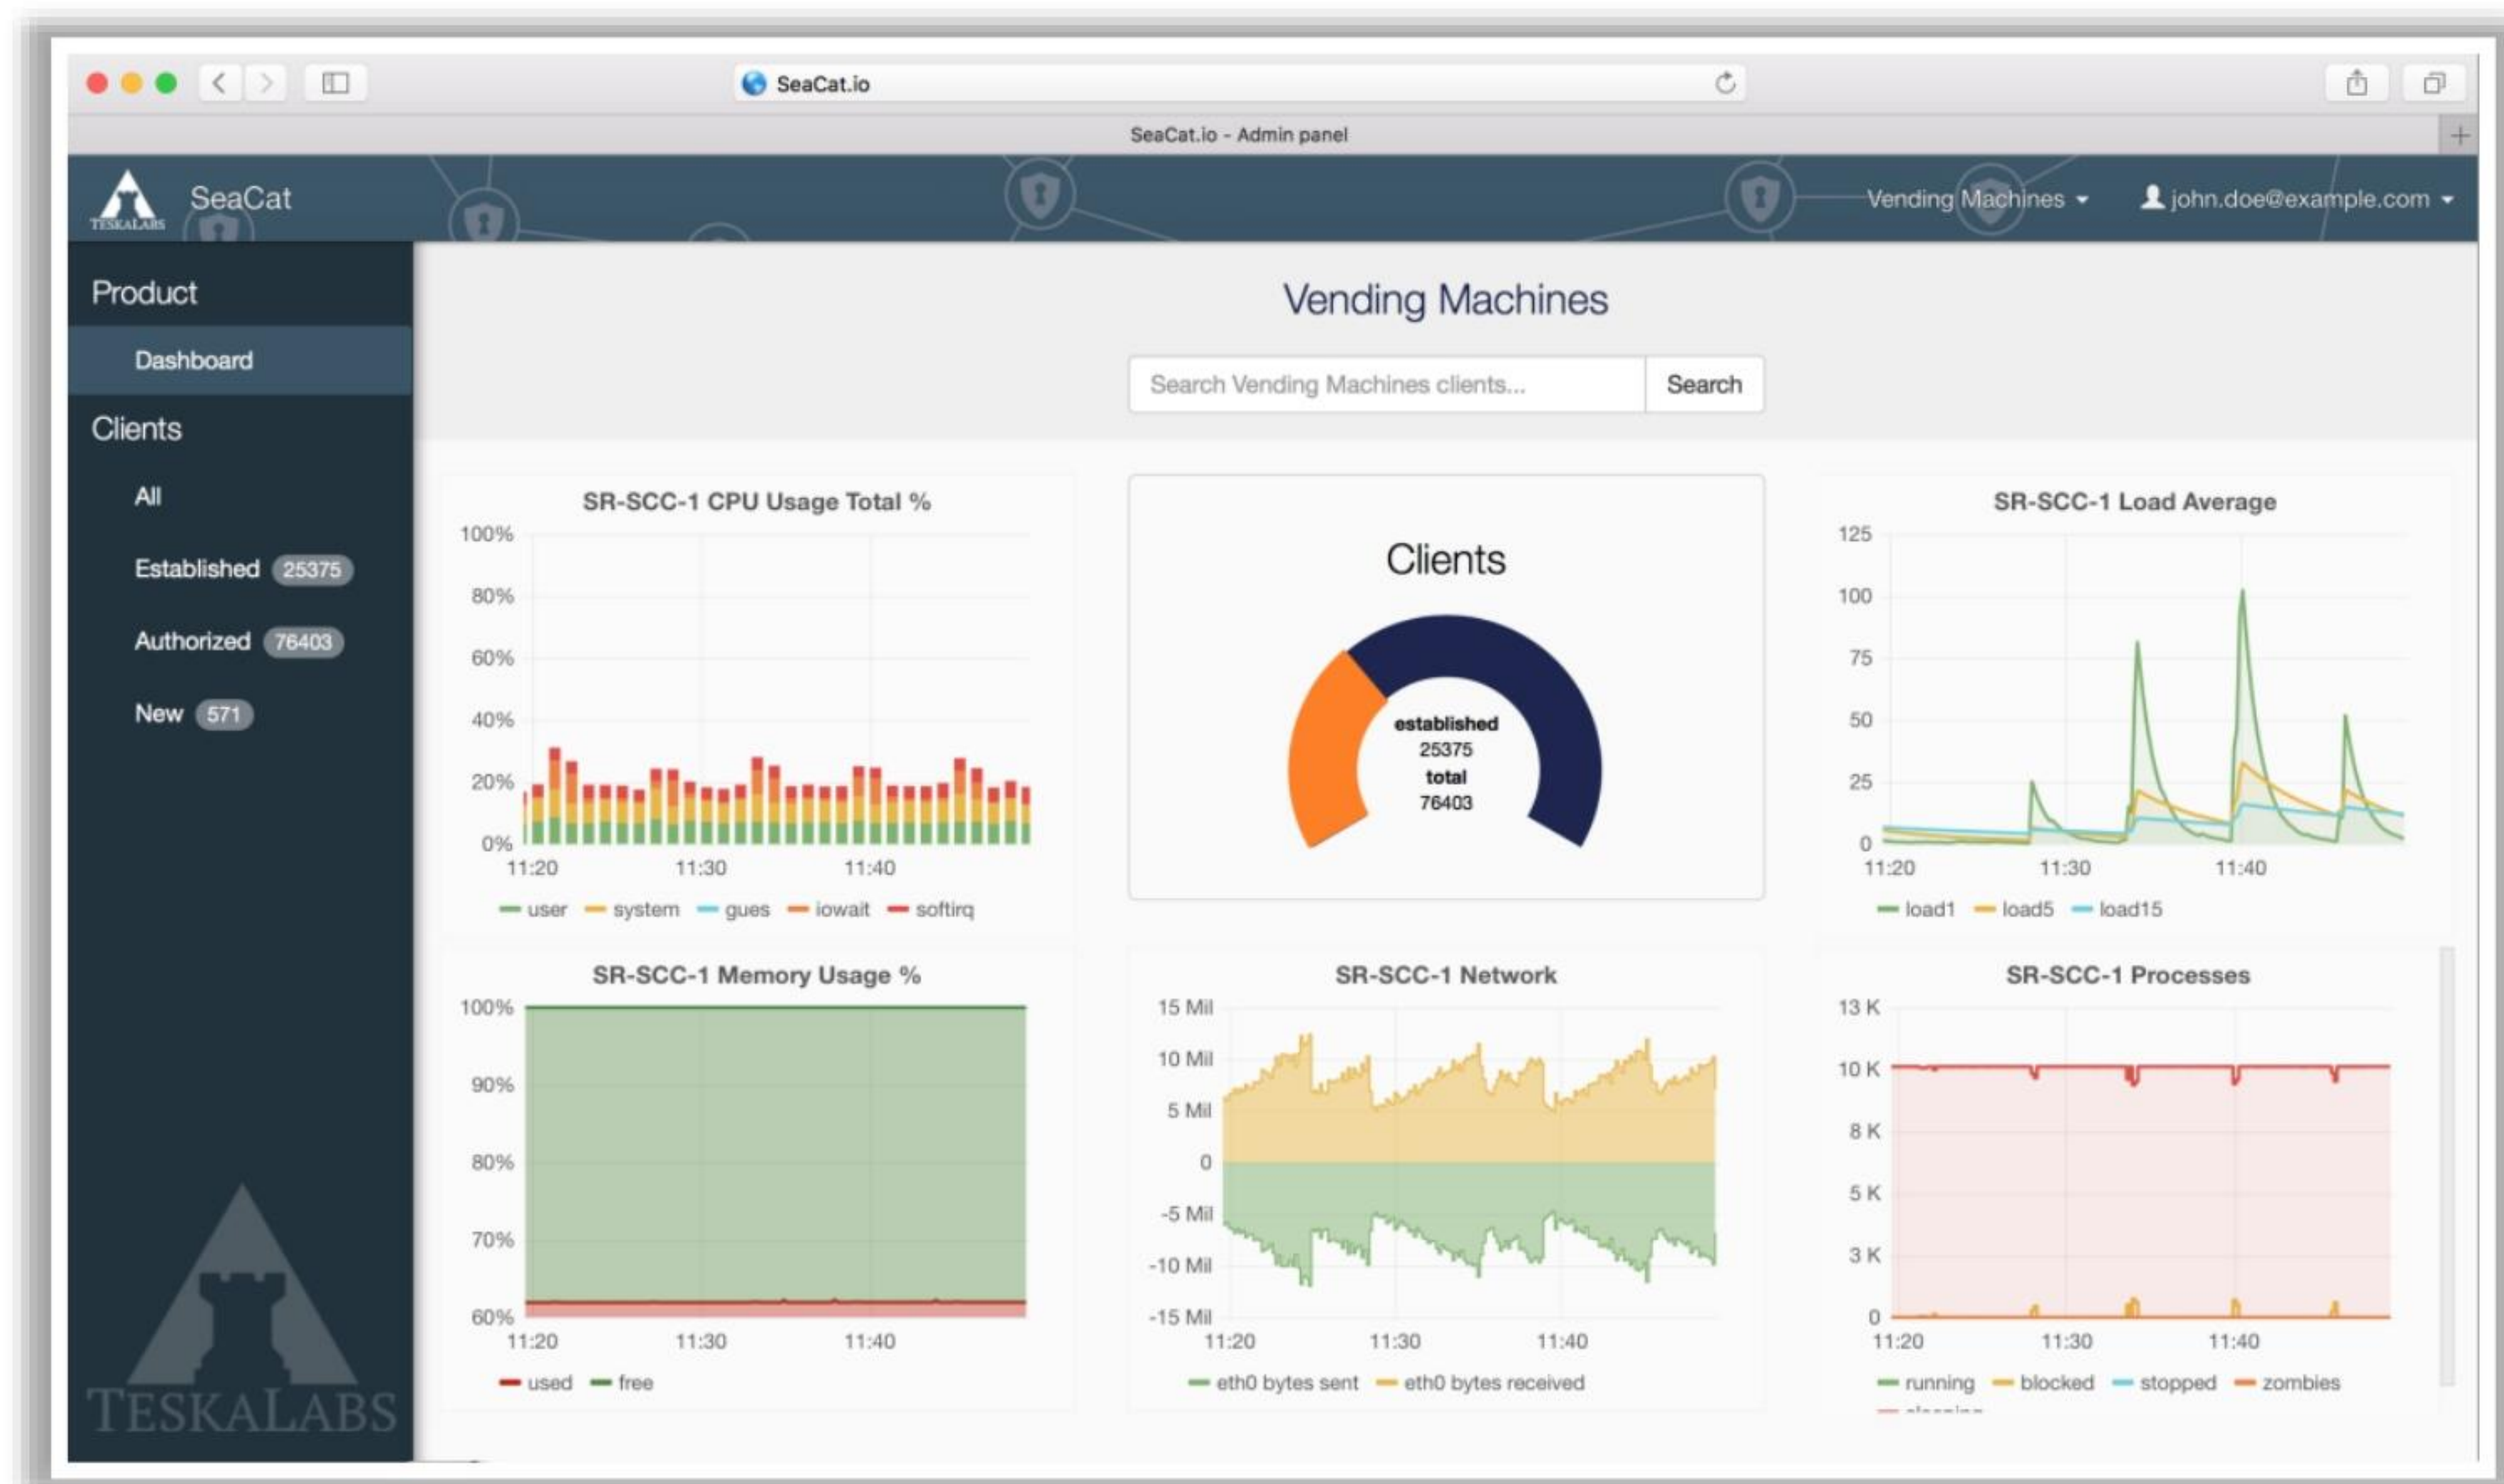 SeaCat.io
SeaCat.io - Admin panel
TESKALABS
SeaCat
Vending Machines
john.doe@example.com
Product
Dashboard
Clients
All
Established 25375
Authorized 76403
New 571
TESKALABS
Vending Machines
Search Vending Machines clients... Search
SR-SCC-1 CPU Usage Total %
100%
80%
60%
40%
20%
0%
11:20 11:30 11:40
user system gues iowait softirq
Clients
established
25375
total
76403
SR-SCC-1 Load Average
125
100
75
50
25
0
11:20 11:30 11:40
load1 load5 load15
SR-SCC-1 Memory Usage %
100%
90%
80%
70%
60%
11:20 11:30 11:40
used free
SR-SCC-1 Network
15 Mil
10 Mil
5 Mil
0
-5 Mil
-10 Mil
-15 Mil
11:20 11:30 11:40
eth0 bytes sent eth0 bytes received
SR-SCC-1 Processes
13 K
10 K
8 K
5 K
3 K
0
11:20 11:30 11:40
running blocked stopped zombies